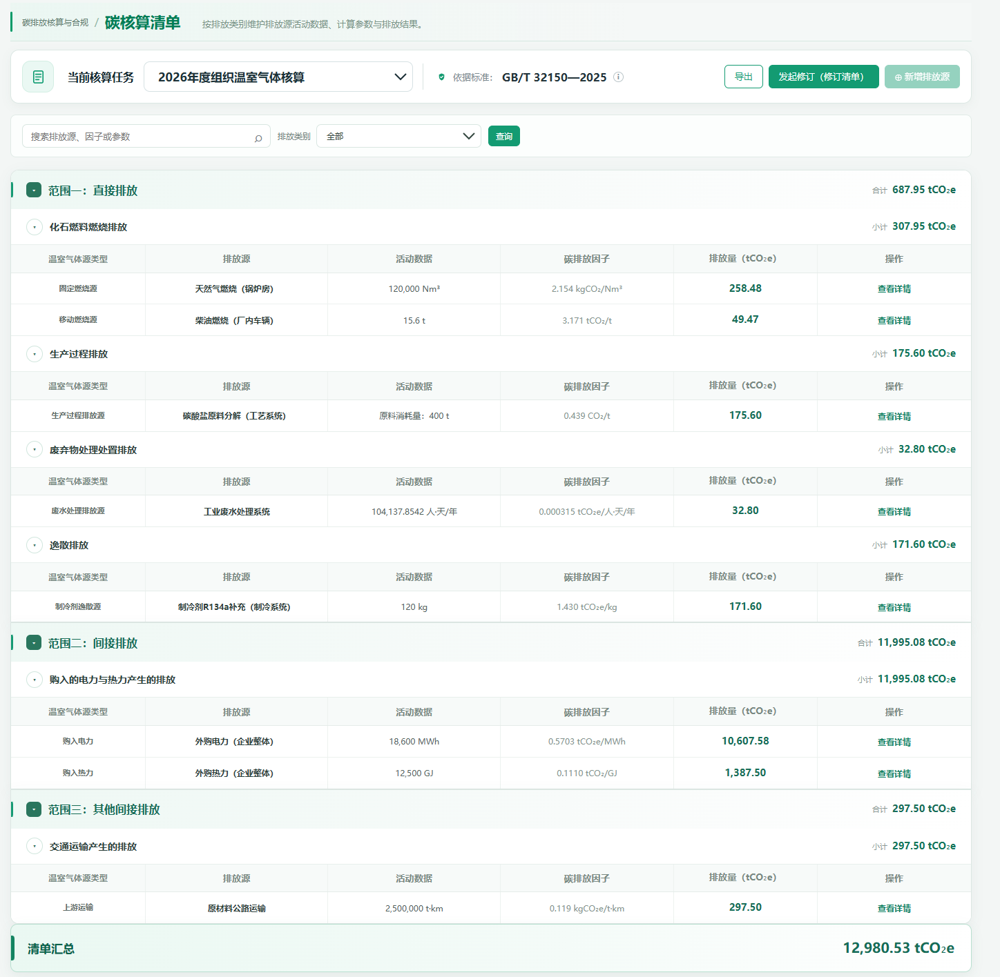 碳排放核算与合规 / 碳核算清单 按排放类别维护排放源活动数据、计算参数与排放结果。
当前核算任务 2026年度组织温室气体核算 依据标准: GB/T 32150—2025 导出 发起修订（修订清单） ⊕ 新增排放源
搜索排放源、因子或参数 排放类别 全部 查询
范围一：直接排放 合计 687.95 tCO₂e
化石燃料燃烧排放 小计 307.95 tCO₂e
温室气体源类型 排放源 活动数据 碳排放因子 排放量（tCO₂e） 操作
固定燃烧源 天然气燃烧（锅炉房） 120,000 Nm³ 2.154 kgCO₂/Nm³ 258.48 查看详情
移动燃烧源 柴油燃烧（厂内车辆） 15.6 t 3.171 tCO₂/t 49.47 查看详情
生产过程排放 小计 175.60 tCO₂e
温室气体源类型 排放源 活动数据 碳排放因子 排放量（tCO₂e） 操作
生产过程排放源 碳酸盐原料分解（工艺系统） 原料消耗量：400 t 0.439 CO₂/t 175.60 查看详情
废弃物处理处置排放 小计 32.80 tCO₂e
温室气体源类型 排放源 活动数据 碳排放因子 排放量（tCO₂e） 操作
废水处理排放源 工业废水处理系统 104,137.8542 人·天/年 0.000315 tCO₂e/人·天/年 32.80 查看详情
逸散排放 小计 171.60 tCO₂e
温室气体源类型 排放源 活动数据 碳排放因子 排放量（tCO₂e） 操作
制冷剂逸散源 制冷剂R134a补充（制冷系统） 120 kg 1.430 tCO₂e/kg 171.60 查看详情
范围二：间接排放 合计 11,995.08 tCO₂e
购入的电力与热力产生的排放 小计 11,995.08 tCO₂e
温室气体源类型 排放源 活动数据 碳排放因子 排放量（tCO₂e） 操作
购入电力 外购电力（企业整体） 18,600 MWh 0.5703 tCO₂e/MWh 10,607.58 查看详情
购入热力 外购热力（企业整体） 12,500 GJ 0.1110 tCO₂/GJ 1,387.50 查看详情
范围三：其他间接排放 合计 297.50 tCO₂e
交通运输产生的排放 小计 297.50 tCO₂e
温室气体源类型 排放源 活动数据 碳排放因子 排放量（tCO₂e） 操作
上游运输 原材料公路运输 2,500,000 t·km 0.119 kgCO₂e/t·km 297.50 查看详情
清单汇总 12,980.53 tCO₂e